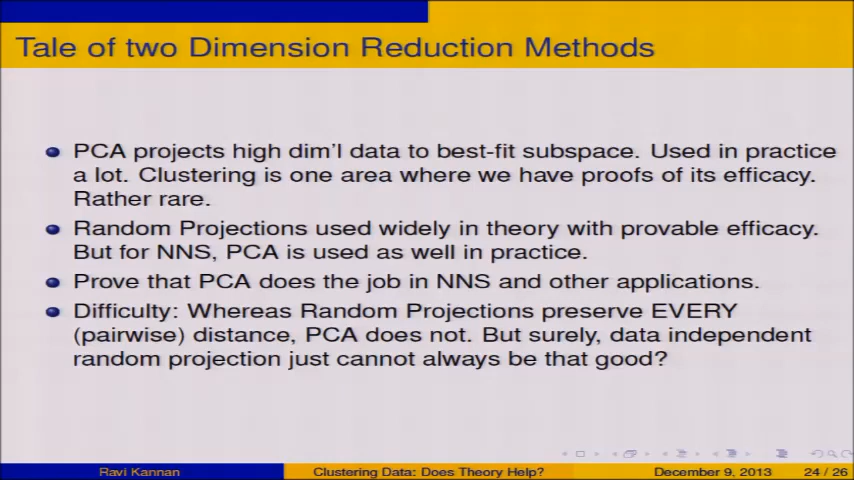 Tale of two Dimension Reduction Methods
PCA projects high dim'l data to best-fit subspace. Used in practice
a lot. Clustering is one area where we have proofs of its efficacy.
Rather rare.
Random Projections used widely in theory with provable efficacy.
But for NNS, PCA is used as well in practice.
Prove that PCA does the job in NNS and other applications.
Difficulty: Whereas Random Projections preserve EVERY
(pairwise) distance, PCA does not. But surely, data independent
random projection just cannot always be that good?
Ravi Kannan
Clustering Data: Does Theory Help?
December 9, 2013
24 / 26